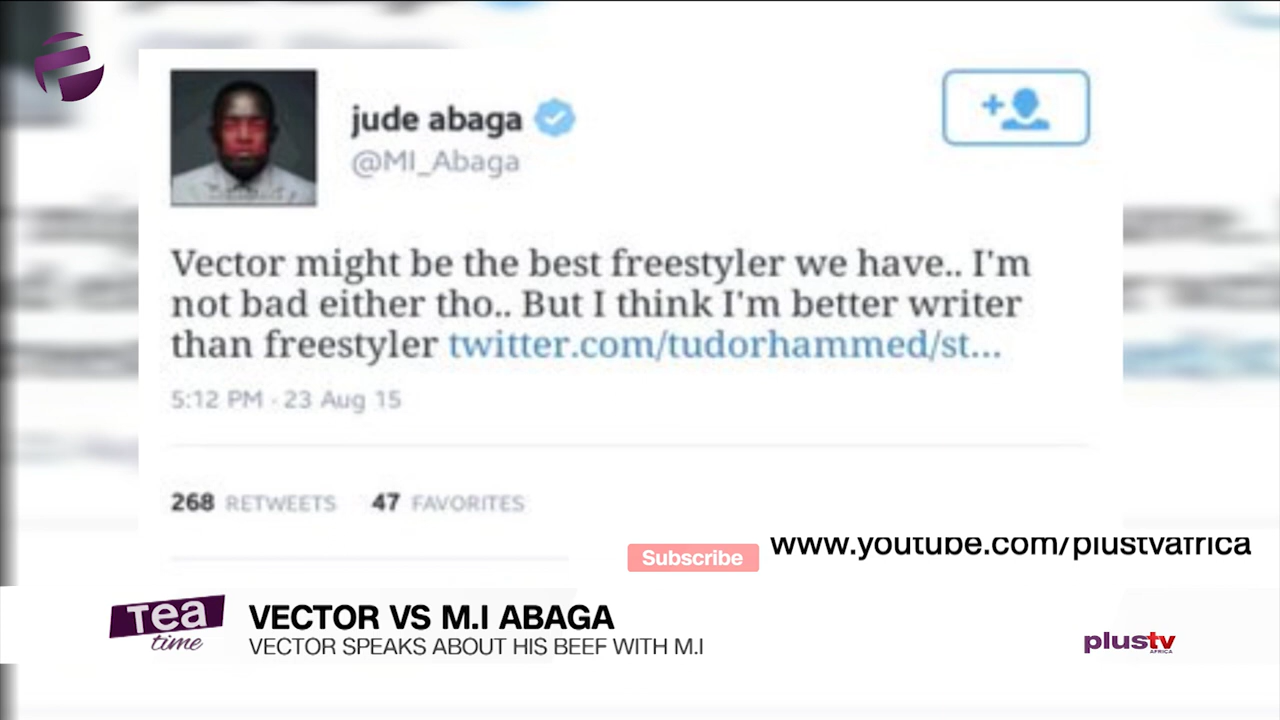 jude abaga
@MI_Abaga
Vector might be the best freestyler we have.. I'm
not bad either tho.. But I think I'm better writer
than freestyler twitter.com/tudorhammed/st...
5:12 PM - 23 Aug 15
268 RETWEETS 47 FAVORITES
Subscribe www.youtube.com/plustvafrica
Tea
time
VECTOR VS M.I ABAGA
VECTOR SPEAKS ABOUT HIS BEEF WITH M.I
plustv
AFRICA